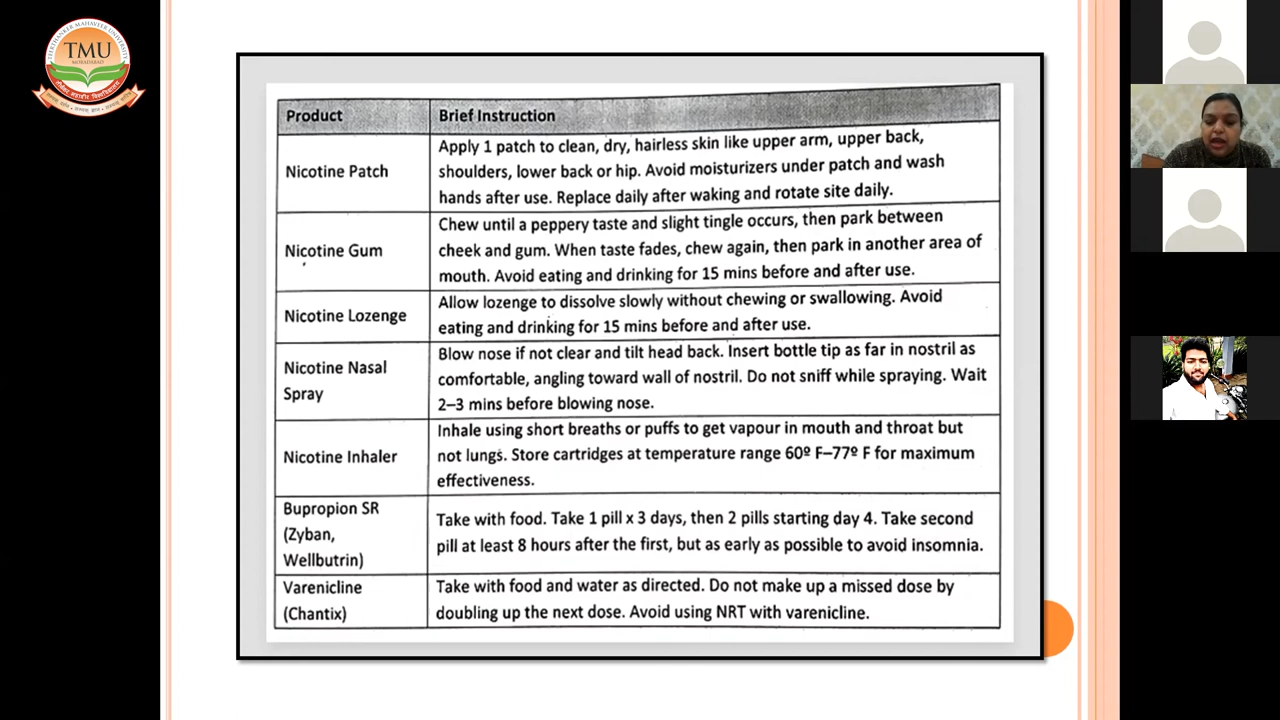 TEERTHANKER MAHAVEER UNIVERSITY
TMU
MORADABAD
Product
Brief Instruction
Nicotine Patch
Apply 1 patch to clean, dry, hairless skin like upper arm, upper back,
shoulders, lower back or hip. Avoid moisturizers under patch and wash
hands after use. Replace daily after waking and rotate site daily.
Nicotine Gum
Chew until a peppery taste and slight tingle occurs, then park between
cheek and gum. When taste fades, chew again, then park in another area of
mouth. Avoid eating and drinking for 15 mins before and after use.
Nicotine Lozenge
Allow lozenge to dissolve slowly without chewing or swallowing. Avoid
eating and drinking for 15 mins before and after use.
Nicotine Nasal
Spray
Blow nose if not clear and tilt head back. Insert bottle tip as far in nostril as
comfortable, angling toward wall of nostril. Do not sniff while spraying. Wait
2–3 mins before blowing nose.
Nicotine Inhaler
Inhale using short breaths or puffs to get vapour in mouth and throat but
not lungs. Store cartridges at temperature range 60º F–77º F for maximum
effectiveness.
Bupropion SR
(Zyban,
Wellbutrin)
Take with food. Take 1 pill x 3 days, then 2 pills starting day 4. Take second
pill at least 8 hours after the first, but as early as possible to avoid insomnia.
Varenicline
(Chantix)
Take with food and water as directed. Do not make up a missed dose by
doubling up the next dose. Avoid using NRT with varenicline.